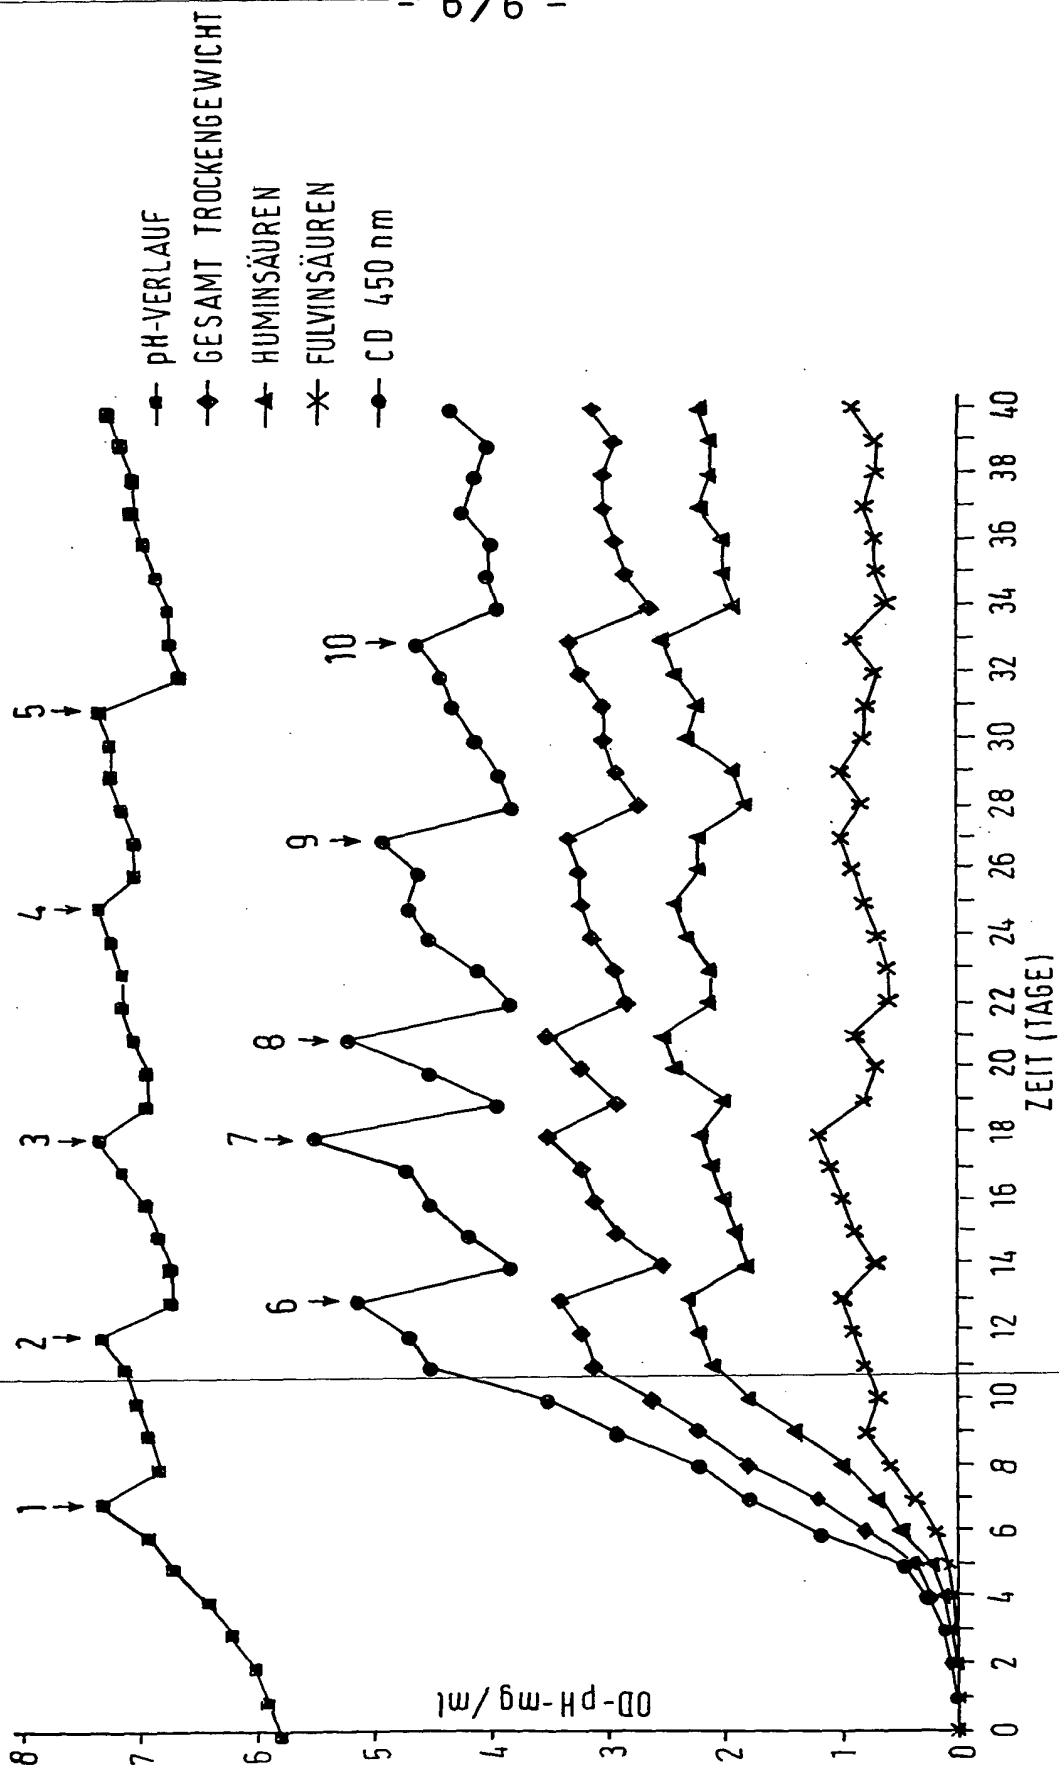 - 9/9 -
pH-VERLAUF
GESAMT TROCKENGEWICHT
HUMINSÄUREN
FULVINSÄUREN
CD 450 nm
1
2
3
4
5
6
7
8
9
10
8
7
6
5
4
3
2
1
0
OD-pH-mg/ml
0 2 4 6 8 10 12 14 16 18 20 22 24 26 28 30 32 34 36 38 40
ZEIT (TAGE)